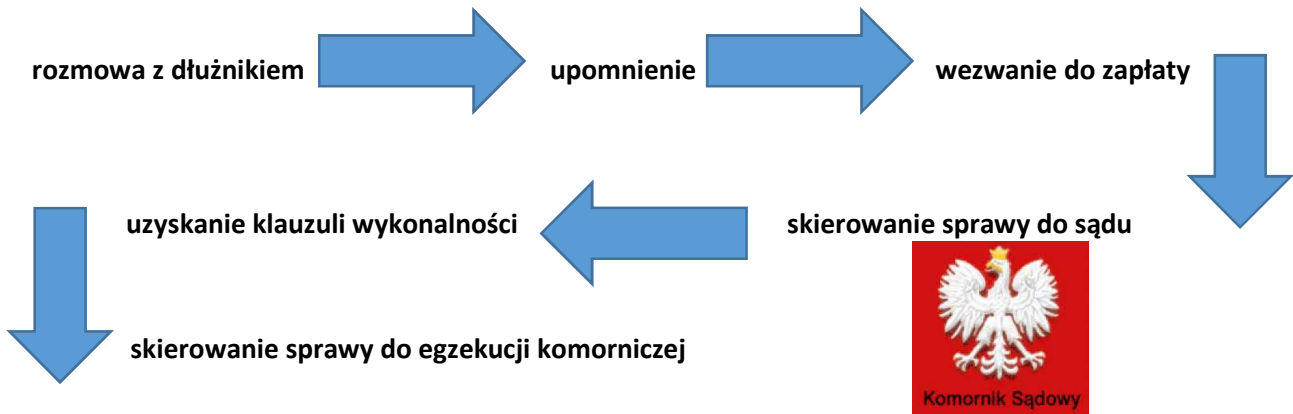 rozmowa z dłużnikiem
upomnienie
wezwanie do zapłaty
skierowanie sprawy do sądu
uzyskanie klauzuli wykonalności
skierowanie sprawy do egzekucji komorniczej
Komornik Sądowy